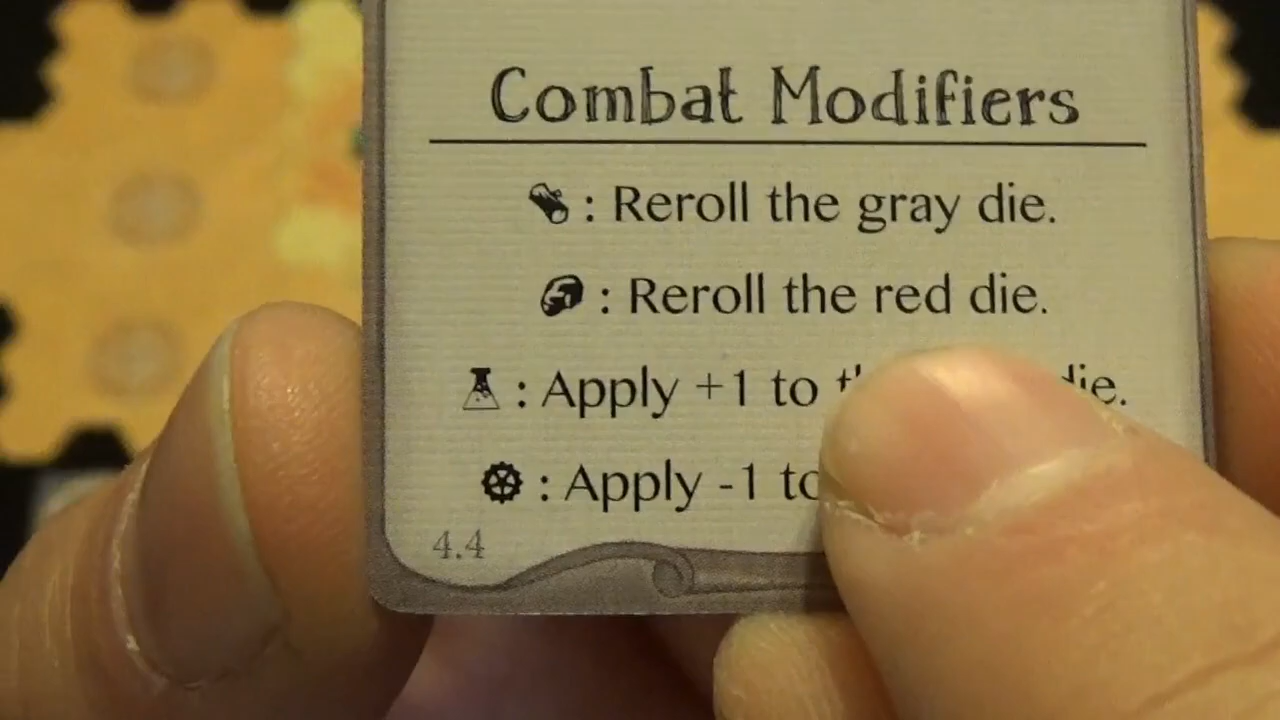 Combat Modifiers
: Reroll the gray die.
: Reroll the red die.
: Apply +1 to die.
: Apply -1 to
4.4